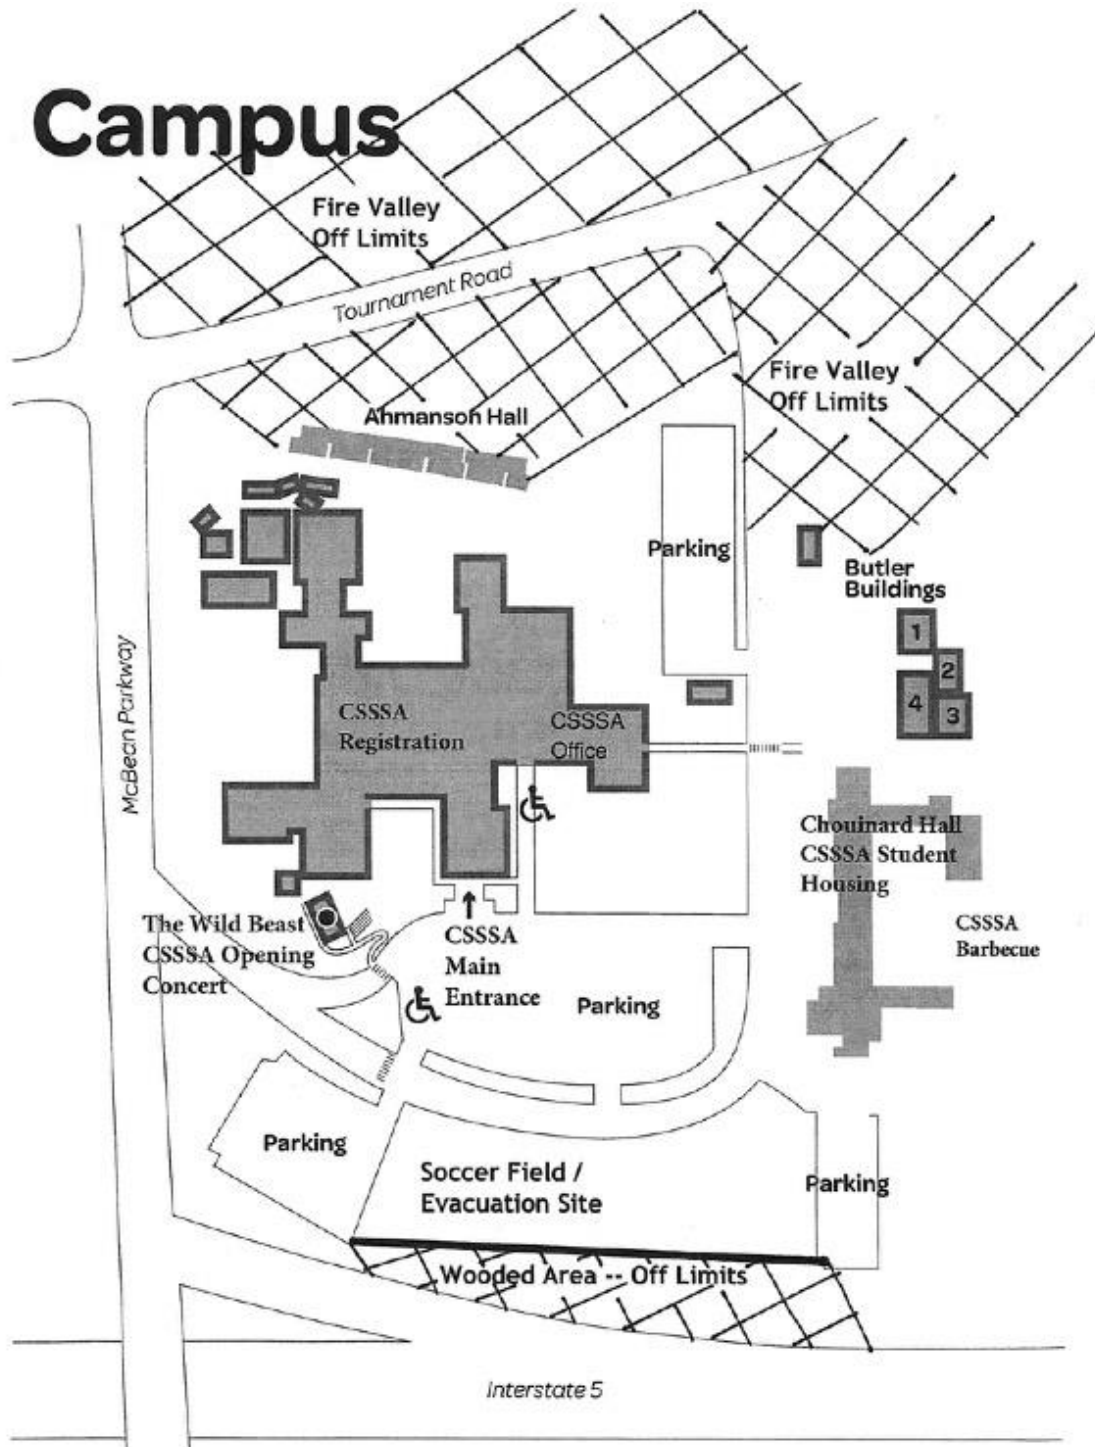 Campus
Fire Valley
Off Limits
Tournament Road
Fire Valley
Off Limits
Ahmanson Hall
Parking
Butler
Buildings
1
2
4
3
McBean Parkway
CSSSA
Registration
CSSSA
Office
Chouinard Hall
CSSSA Student
Housing
The Wild Beast
CSSSA Opening
Concert
CSSSA
Main
Entrance
CSSSA
Barbecue
Parking
Parking
Soccer Field /
Evacuation Site
Parking
Wooded Area -- Off Limits
Interstate 5